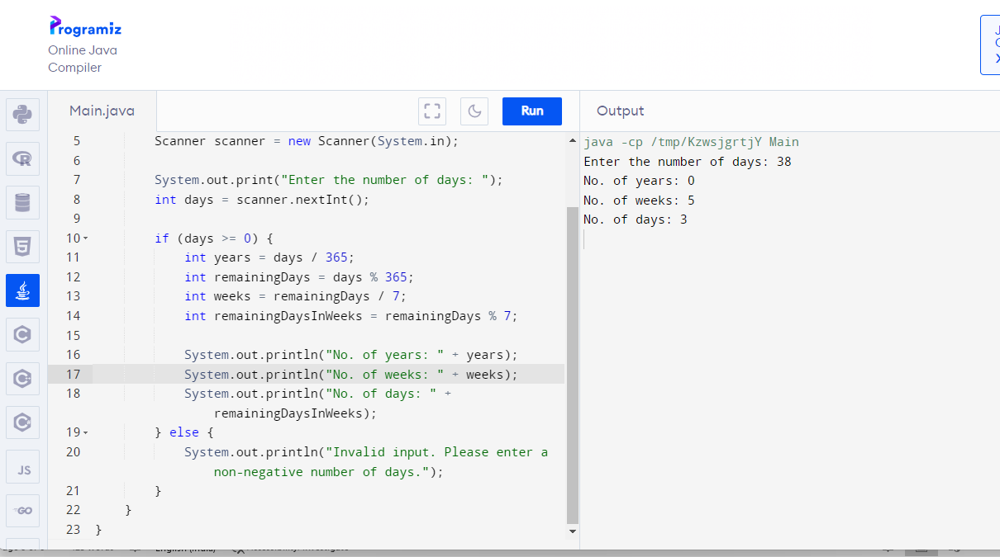 Programiz
Online Java
Compiler
Main.java
Run
Output
5 Scanner scanner = new Scanner(System.in);
6
7 System.out.print("Enter the number of days: ");
8 int days = scanner.nextInt();
9
10 if (days >= 0) {
11 int years = days / 365;
12 int remainingDays = days % 365;
13 int weeks = remainingDays / 7;
14 int remainingDaysInWeeks = remainingDays % 7;
15
16 System.out.println("No. of years: " + years);
17 System.out.println("No. of weeks: " + weeks);
18 System.out.println("No. of days: " +
remainingDaysInWeeks);
19 } else {
20 System.out.println("Invalid input. Please enter a
non-negative number of days.");
21 }
22 }
23 }
java -cp /tmp/KzwsjgrtjY Main
Enter the number of days: 38
No. of years: 0
No. of weeks: 5
No. of days: 3
R
5
C
C
C
JS
GO